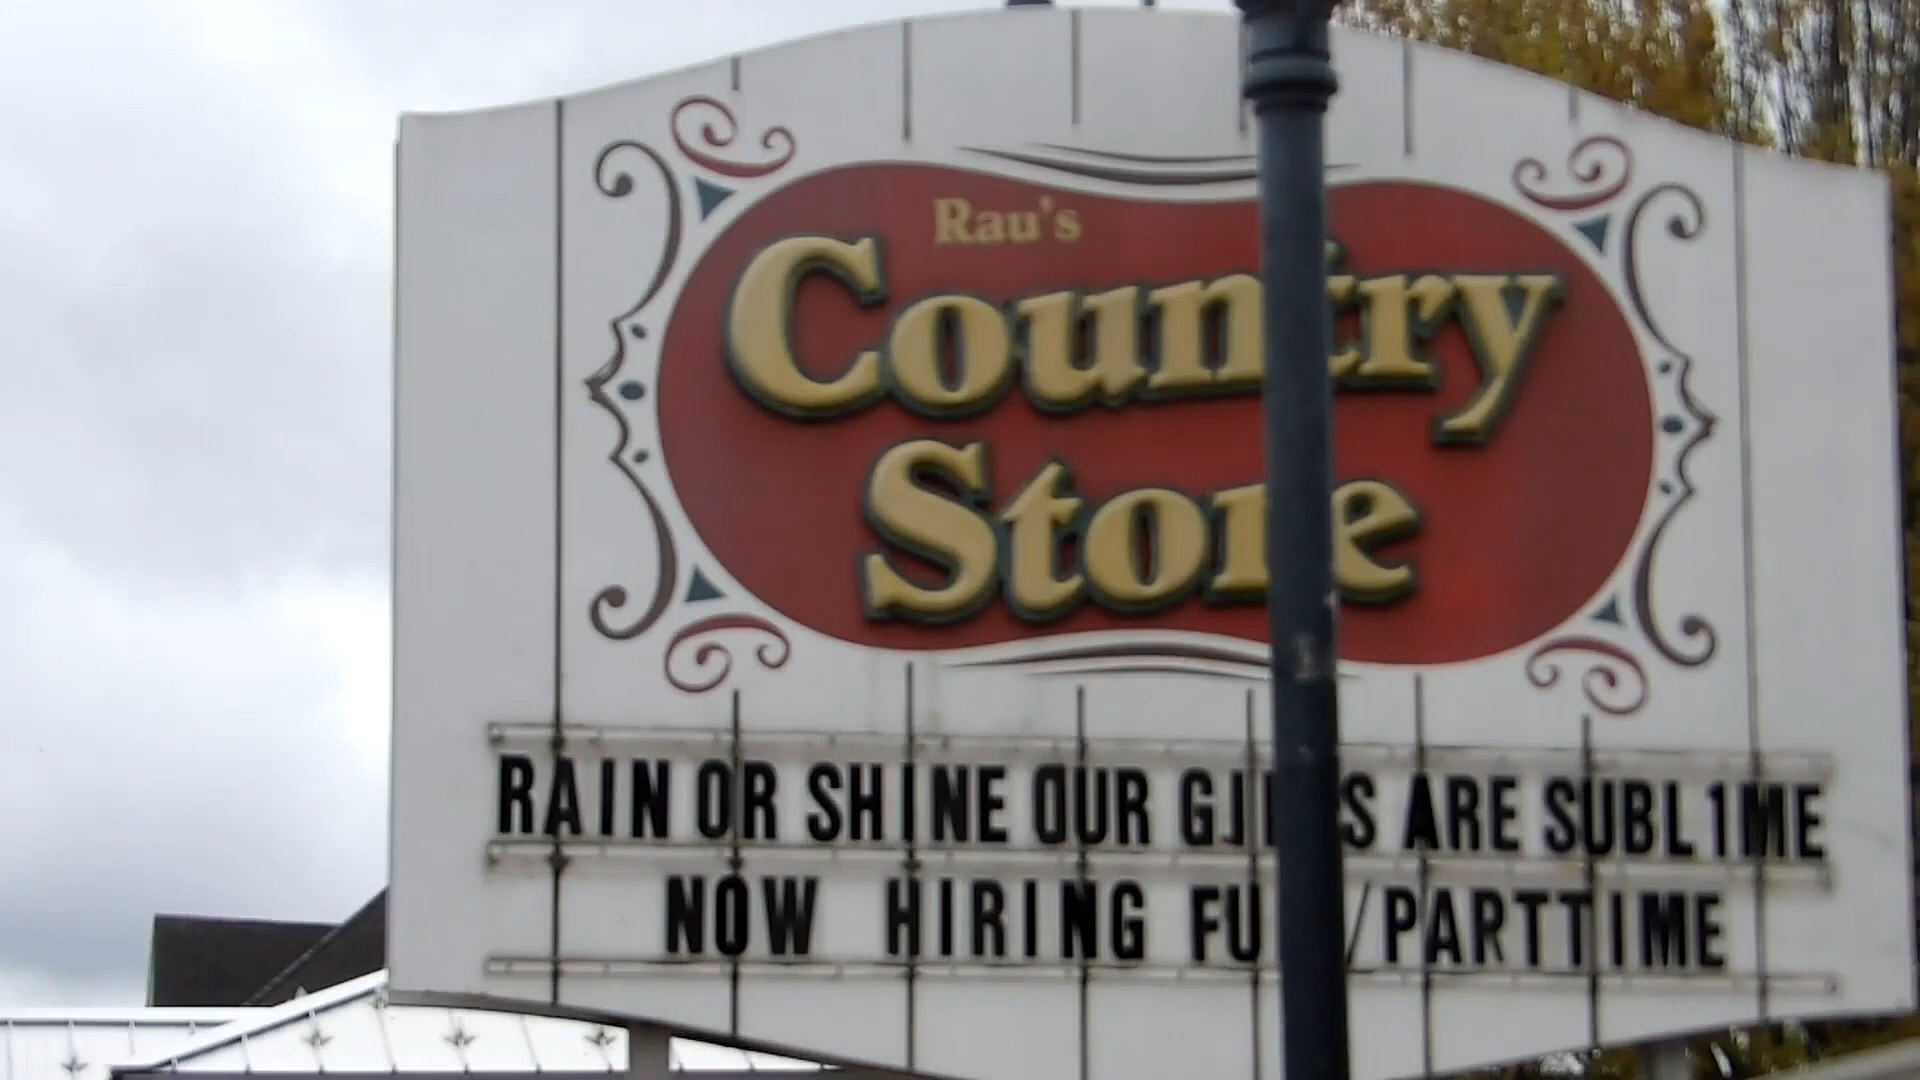 Rau's
Country
Store
RAIN OR SHINE OUR ARE SUBL1ME
NOW HIRING /PARTTIME